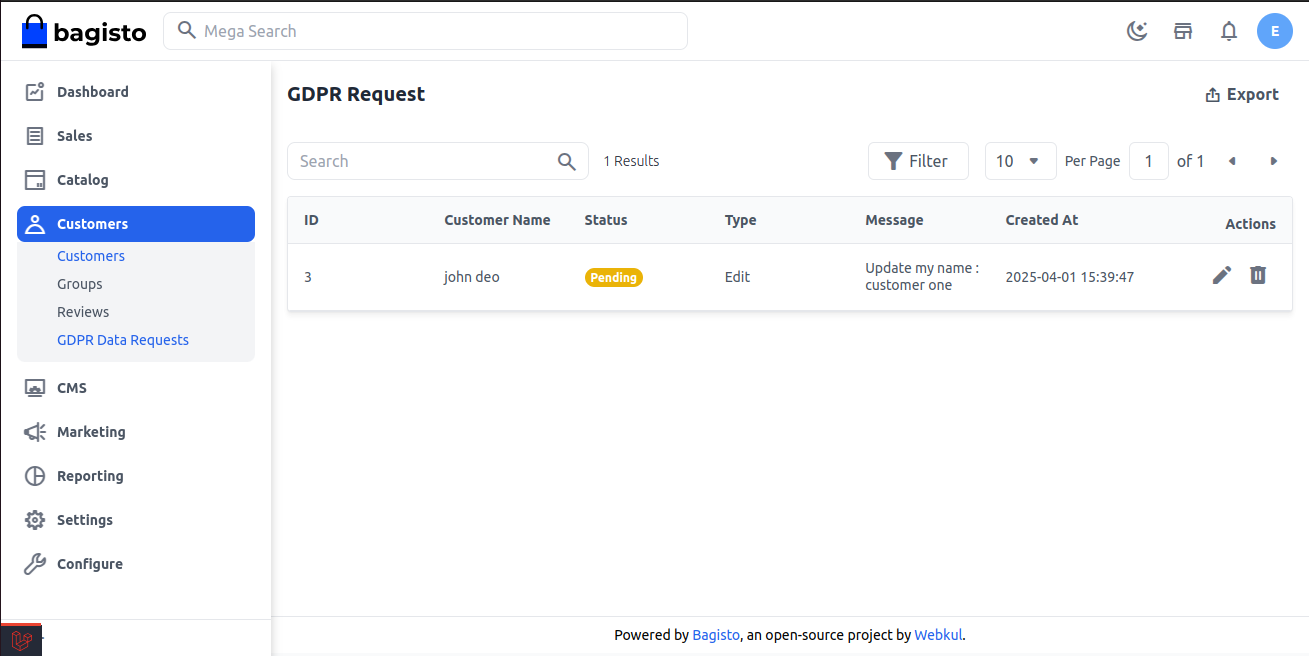 bagisto
Mega Search
E
Dashboard
Sales
Catalog
Customers
Customers
Groups
Reviews
GDPR Data Requests
CMS
Marketing
Reporting
Settings
Configure
GDPR Request
Export
Search
1 Results
Filter
10
Per Page
1
of 1
ID Customer Name Status Type Message Created At Actions
3 john deo Pending Edit Update my name : 2025-04-01 15:39:47
customer one
Powered by Bagisto, an open-source project by Webkul.